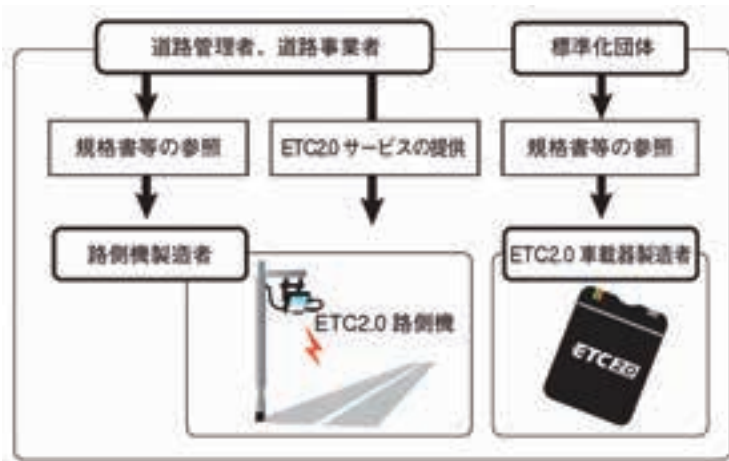 道路管理者、道路事業者
標準化団体
規格書等の参照
ETC2.0サービスの提供
規格書等の参照
路側機製造者
ETC2.0 車載器製造者
ETC2.0 路側機
ETC2.0